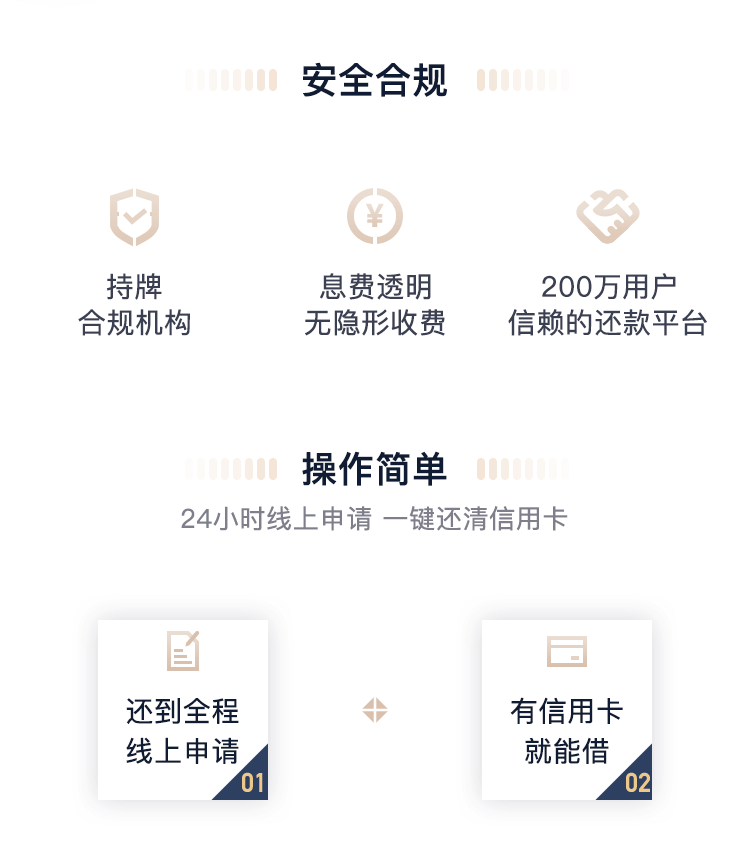 安全合规
持牌
合规机构
息费透明
无隐形收费
200万用户
信赖的还款平台
操作简单
24小时线上申请 一键还清信用卡
还到全程
线上申请
01
有信用卡
就能借
02